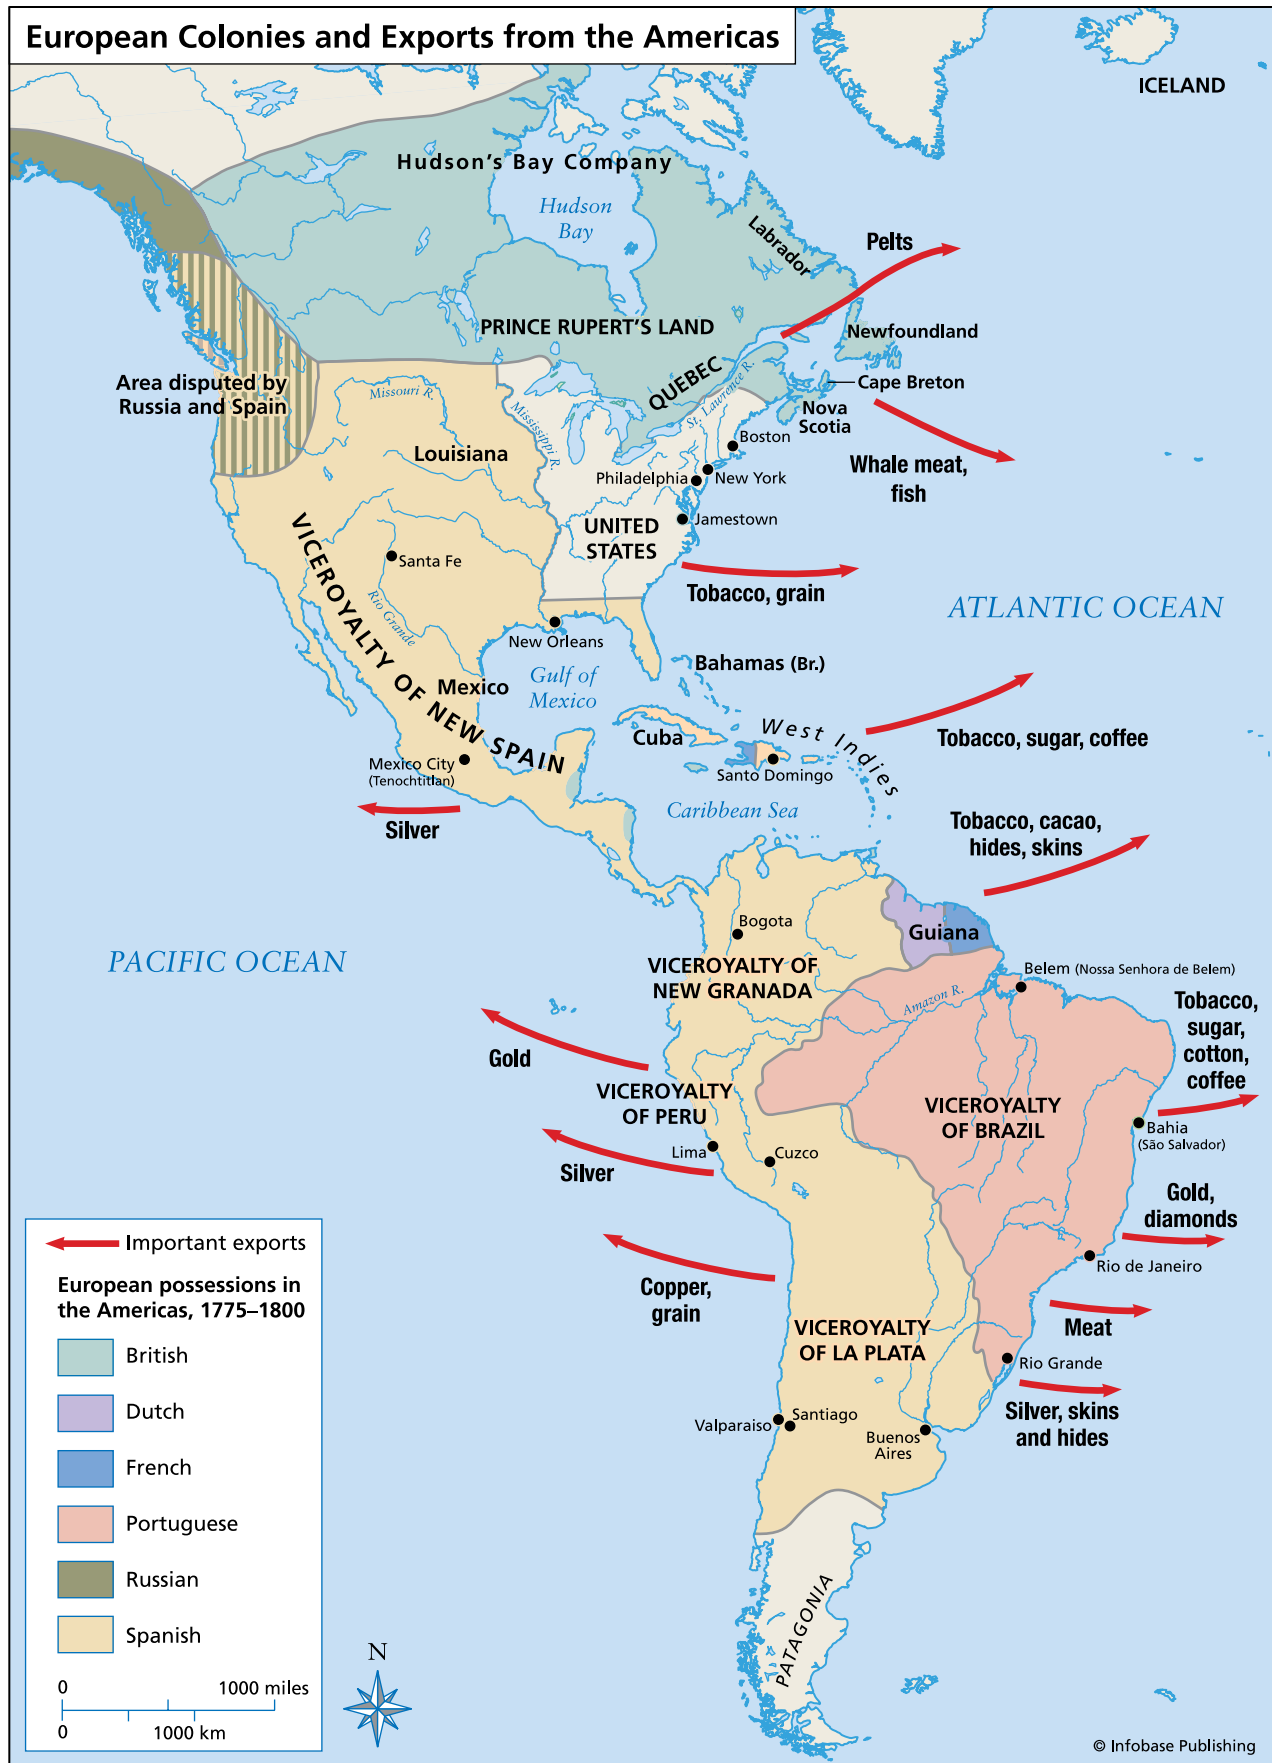 European Colonies and Exports from the Americas
ICELAND
Hudson's Bay Company
Hudson
Bay
Labrador
Pelts
PRINCE RUPERT'S LAND
Newfoundland
QUEBEC
St. Lawrence R.
Cape Breton
Nova
Scotia
Area disputed by
Russia and Spain
Missouri R.
Mississippi R.
Boston
Louisiana
Whale meat,
fish
Philadelphia
New York
Jamestown
UNITED
STATES
VICEROYALTY OF NEW SPAIN
Santa Fe
Rio Grande
Tobacco, grain
ATLANTIC OCEAN
New Orleans
Bahamas (Br.)
Gulf of
Mexico
Mexico
Cuba
West Indies
Tobacco, sugar, coffee
Mexico City
(Tenochtitlan)
Santo Domingo
Caribbean Sea
Silver
Tobacco, cacao,
hides, skins
Bogota
Guiana
PACIFIC OCEAN
VICEROYALTY OF
NEW GRANADA
Belem (Nossa Senhora de Belem)
Amazon R.
Tobacco,
sugar,
cotton,
coffee
Gold
VICEROYALTY
OF PERU
VICEROYALTY
OF BRAZIL
Bahia
(São Salvador)
Lima
Cuzco
Silver
Gold,
diamonds
Rio de Janeiro
Copper,
grain
Meat
VICEROYALTY
OF LA PLATA
Rio Grande
Silver, skins
and hides
Valparaiso
Santiago
Buenos
Aires
PATAGONIA
Important exports
European possessions in
the Americas, 1775–1800
British
Dutch
French
Portuguese
Russian
Spanish
0 1000 miles
0 1000 km
N
© Infobase Publishing